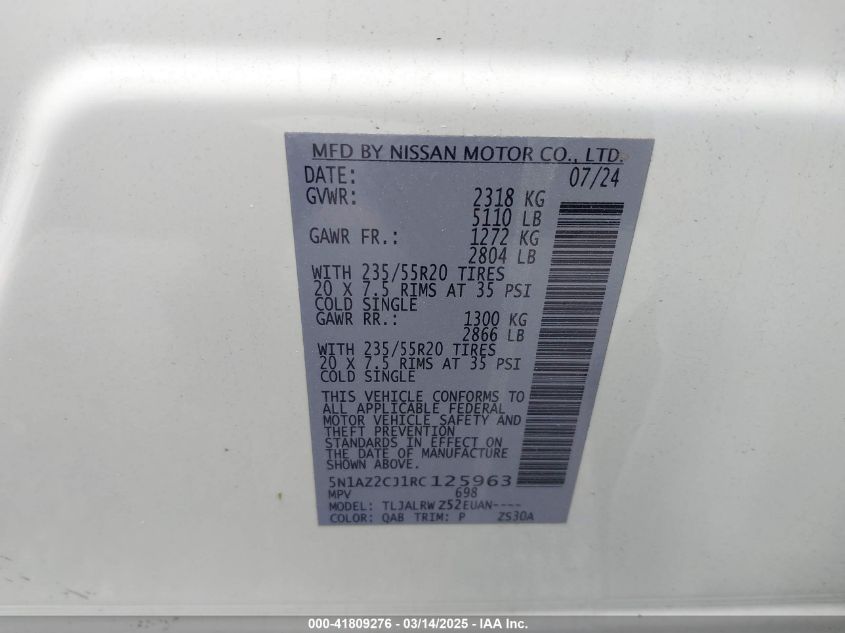 MFD BY NISSAN MOTOR CO., LTD.
DATE: 07/24
GVWR: 2318 KG
5110 LB
GAWR FR.: 1272 KG
2804 LB
WITH 235/55R20 TIRES
20 X 7.5 RIMS AT 35 PSI
COLD SINGLE
GAWR RR.: 1300 KG
2866 LB
WITH 235/55R20 TIRES
20 X 7.5 RIMS AT 35 PSI
COLD SINGLE
THIS VEHICLE CONFORMS TO
ALL APPLICABLE FEDERAL
MOTOR VEHICLE SAFETY AND
THEFT PREVENTION
STANDARDS IN EFFECT ON
THE DATE OF MANUFACTURE
SHOWN ABOVE.
5N1AZ2CJ1RC125963
MPV 698
MODEL: TLJALRW Z52EUAN----
COLOR: QAB TRIM: P ZS30A
000-41809276 - 03/14/2025 - IAA Inc.